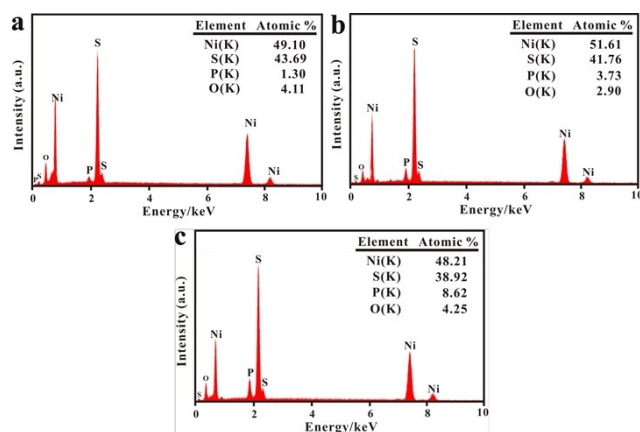 a
Element Atomic %
Ni(K) 49.10
S(K) 43.69
P(K) 1.30
O(K) 4.11
Intensity (a.u.)
P
S
O
Ni
P
S
S
Ni
Ni
0 2 4 6 8 10
Energy/keV
b
Element Atomic %
Ni(K) 51.61
S(K) 41.76
P(K) 3.73
O(K) 2.90
Intensity (a.u.)
S
O
Ni
P
S
S
Ni
Ni
0 2 4 6 8 10
Energy/keV
c
Element Atomic %
Ni(K) 48.21
S(K) 38.92
P(K) 8.62
O(K) 4.25
Intensity (a.u.)
S
O
Ni
P
S
S
Ni
Ni
0 2 4 6 8 10
Energy/keV